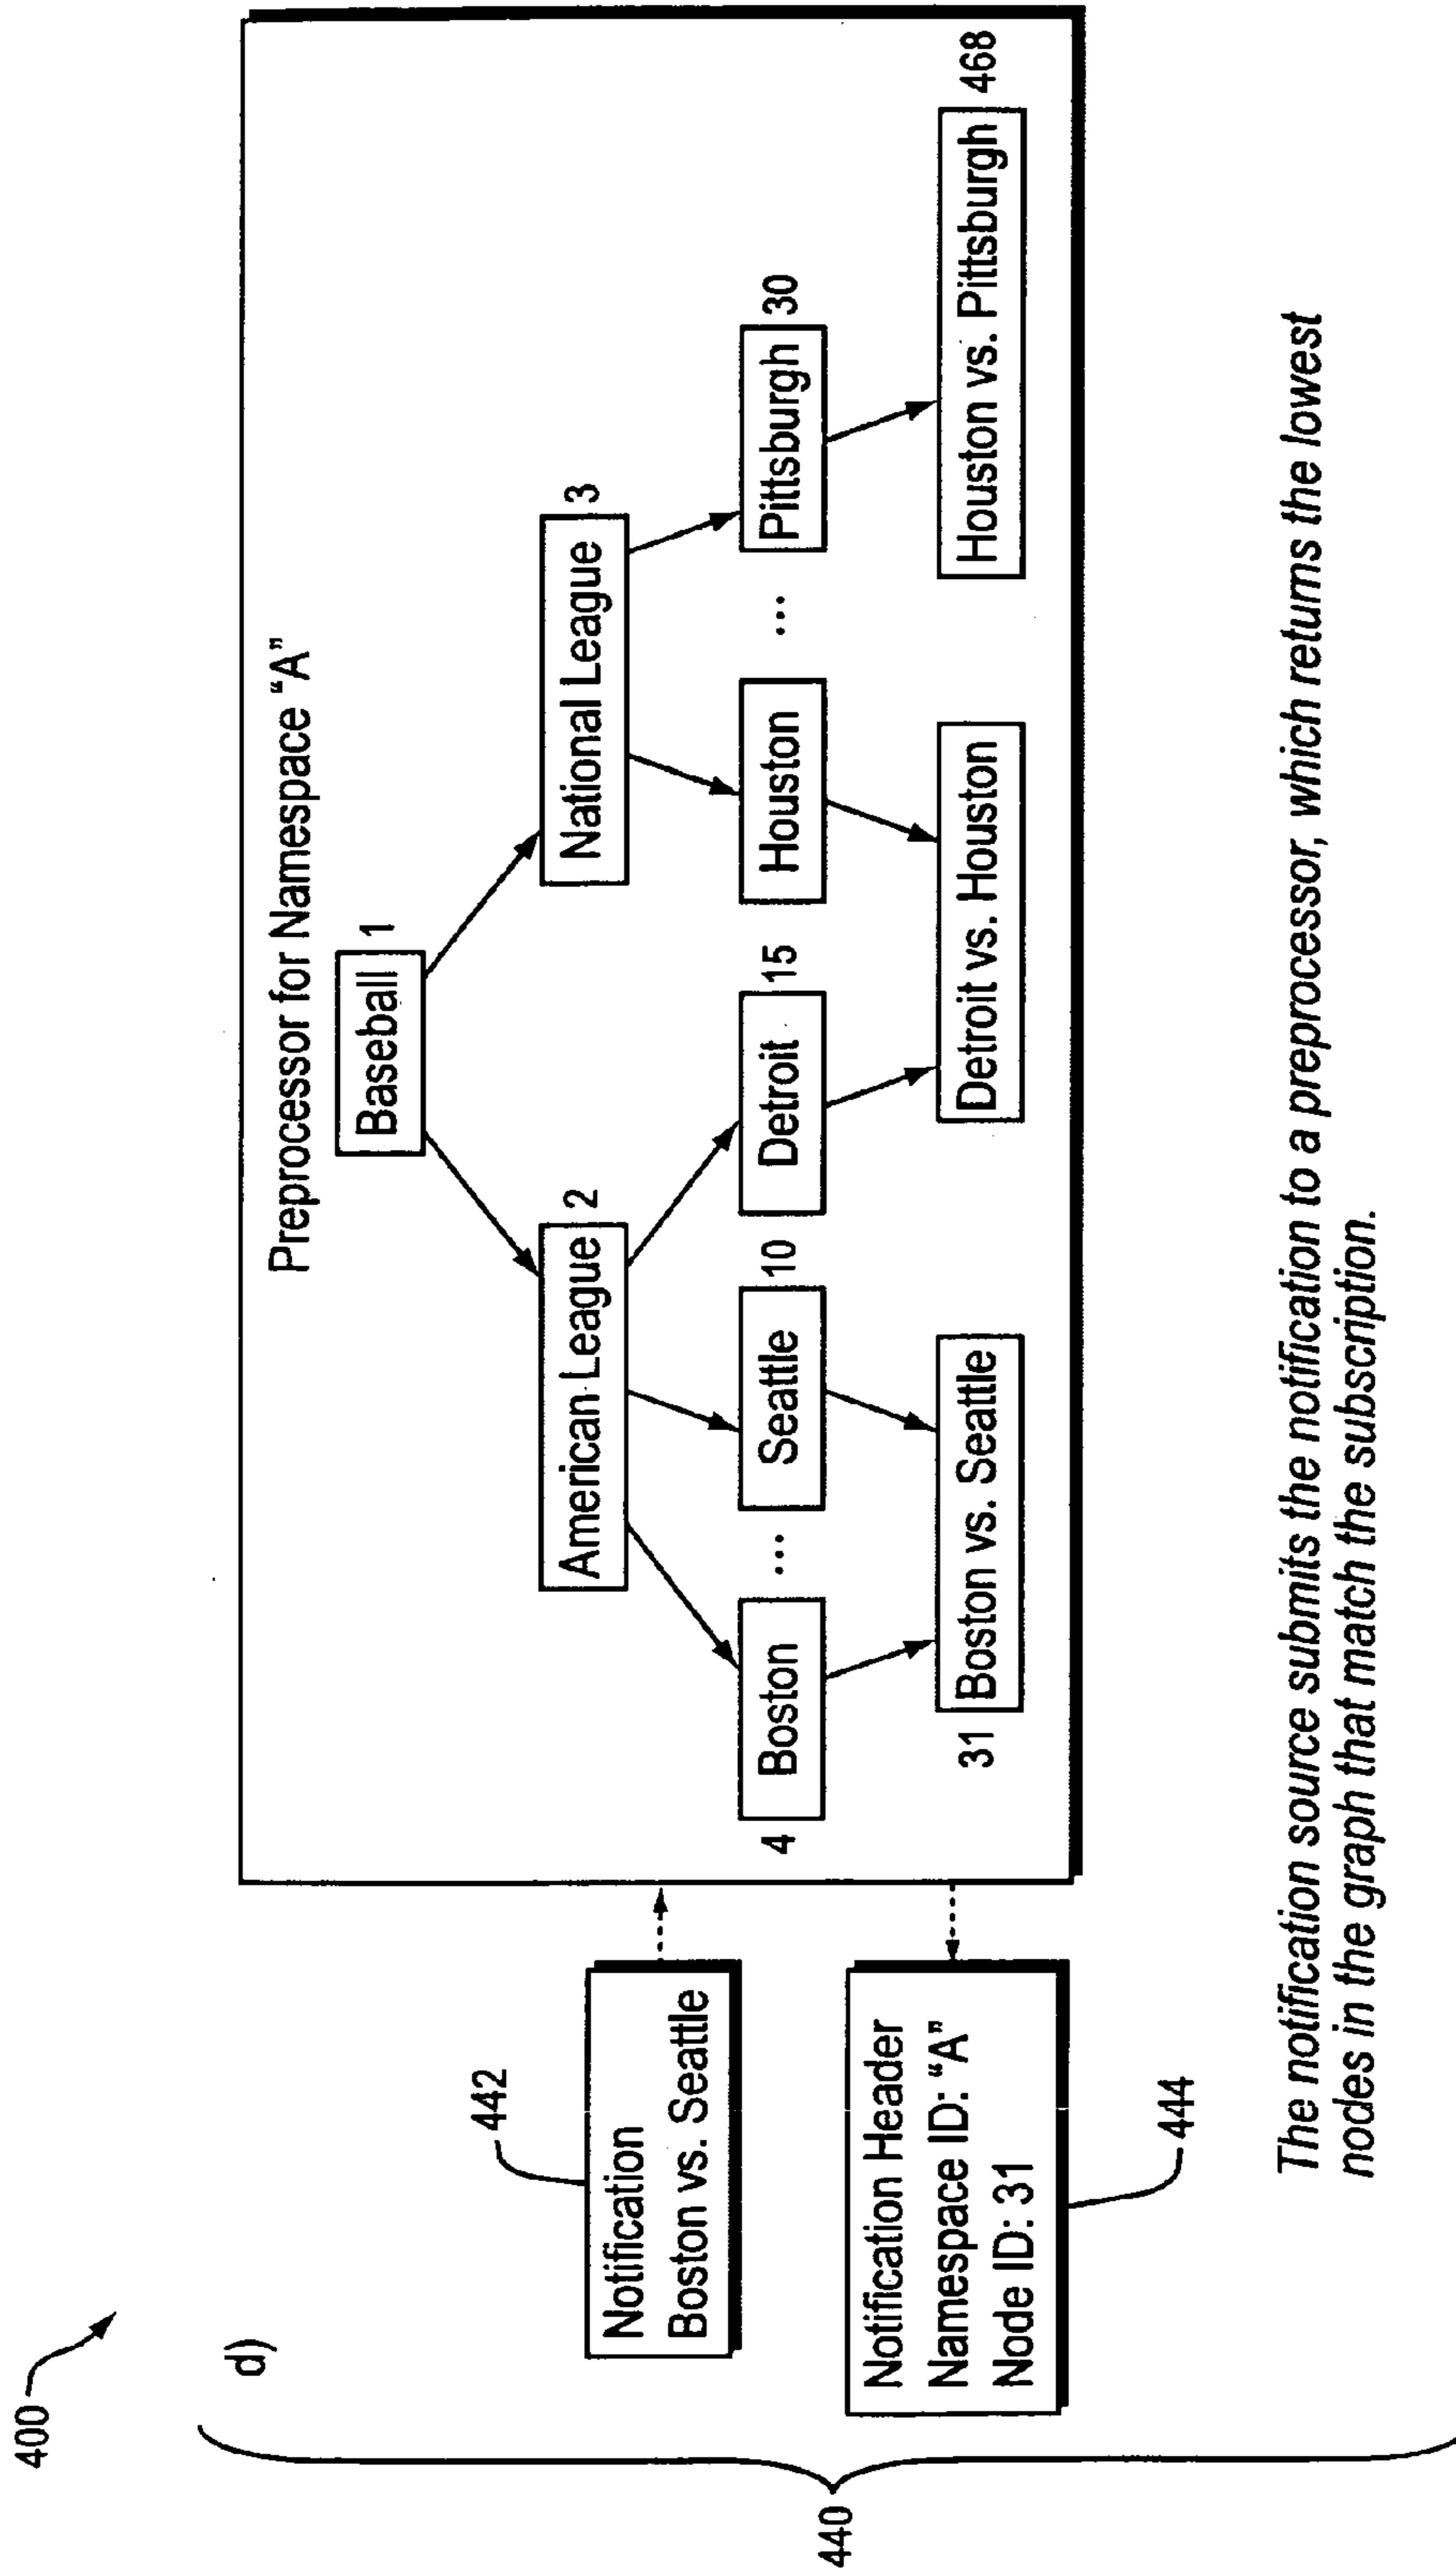 400
d)
440
442
Notification
Boston vs. Seattle
Notification Header
Namespace ID: “A”
Node ID: 31
444
Preprocessor for Namespace “A”
Baseball 1
American League 2
National League 3
4 Boston ... Seattle 10 Detroit 15 Houston ... Pittsburgh 30
31 Boston vs. Seattle Detroit vs. Houston Houston vs. Pittsburgh 468
The notification source submits the notification to a preprocessor, which returns the lowest
nodes in the graph that match the subscription.